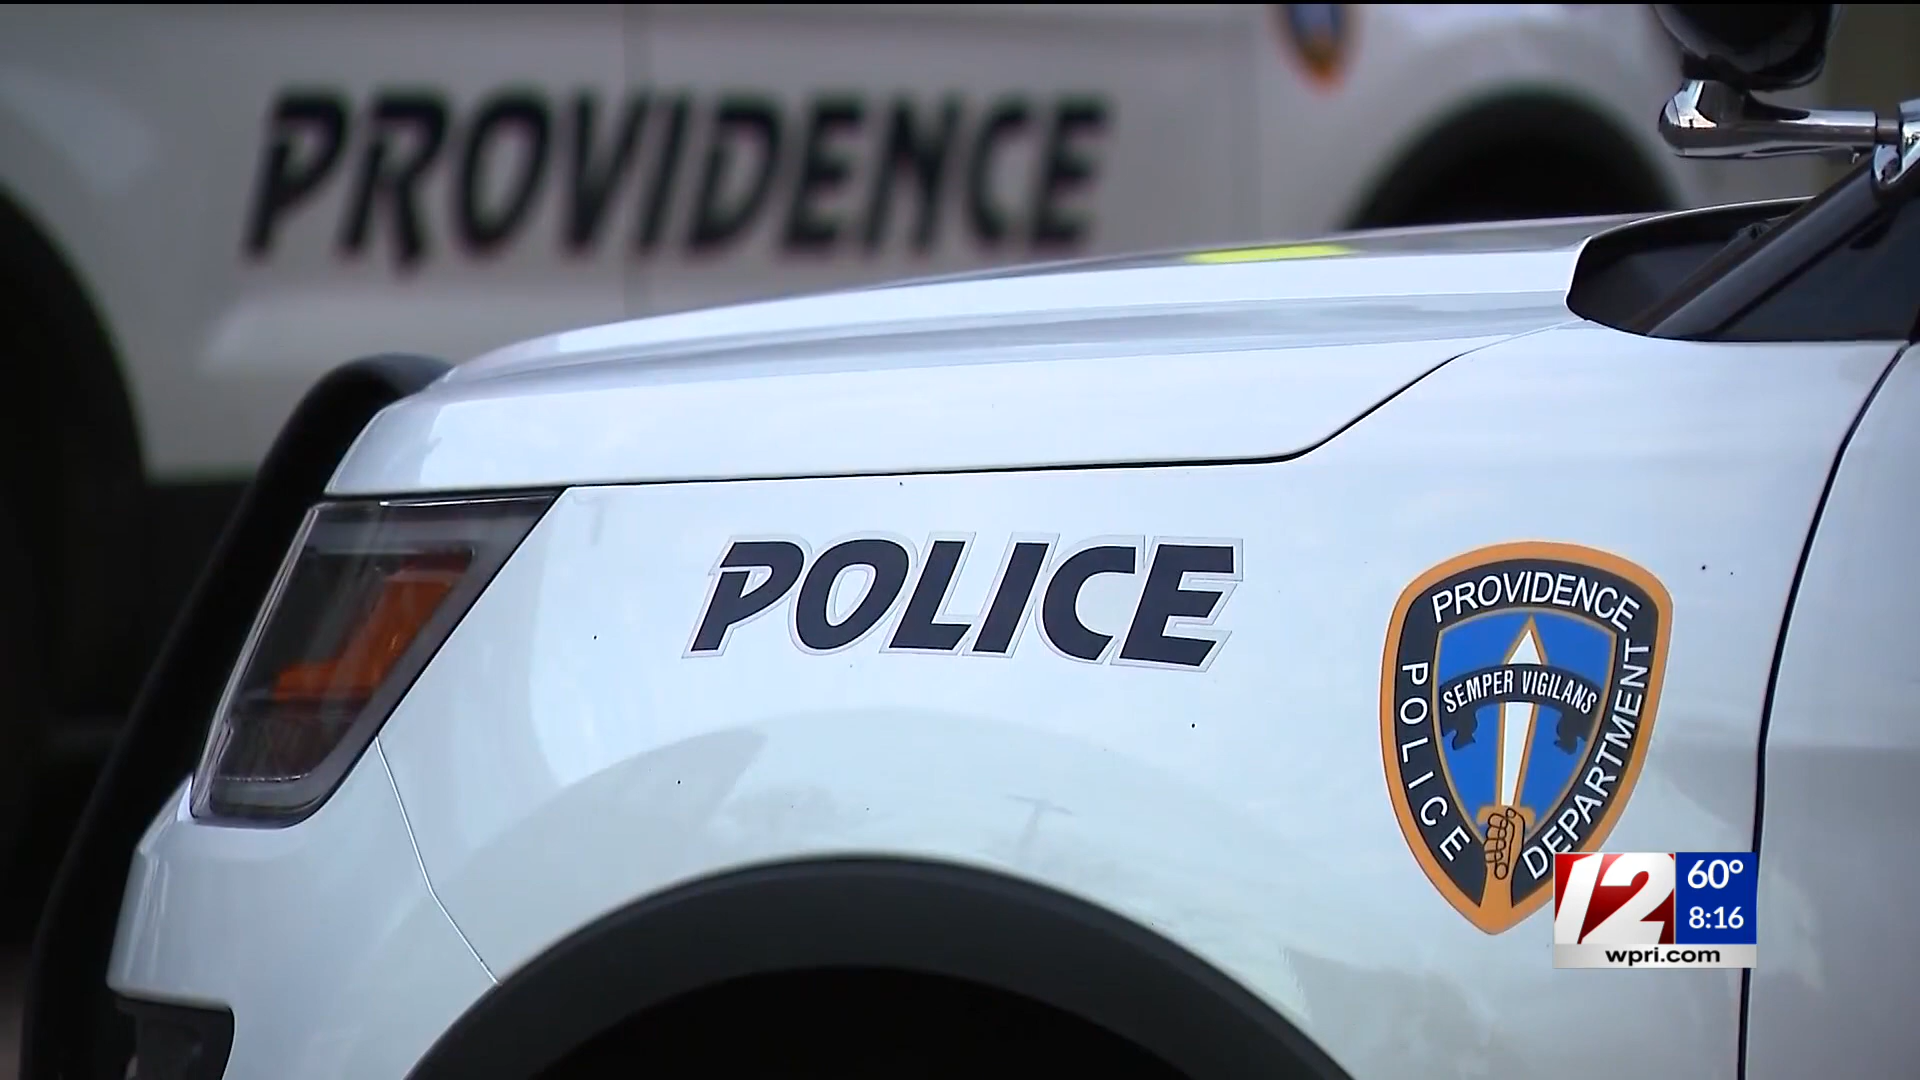 PROVIDENCE
POLICE
PROVIDENCE
POLICE
DEPARTMENT
SEMPER VIGILANS
12
60°
8:16
wpri.com